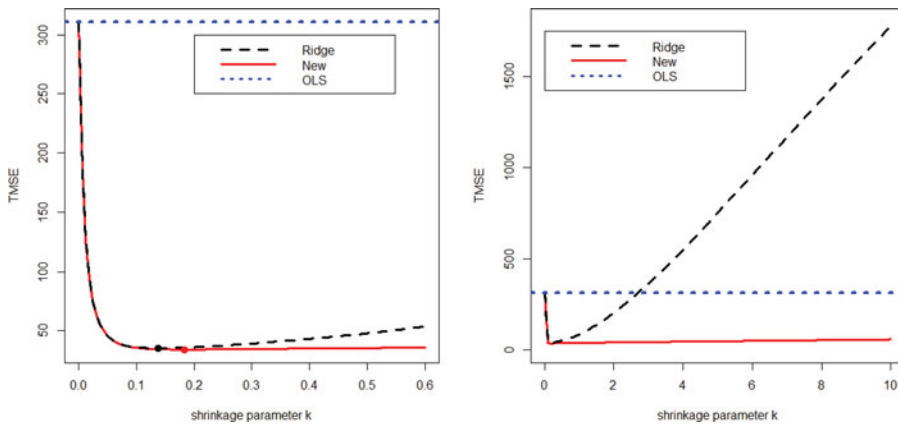 TMSE
300
250
200
150
100
50
0.0 0.1 0.2 0.3 0.4 0.5 0.6
shrinkage parameter k
Ridge
New
OLS
TMSE
1500
1000
500
0
0 2 4 6 8 10
shrinkage parameter k
Ridge
New
OLS